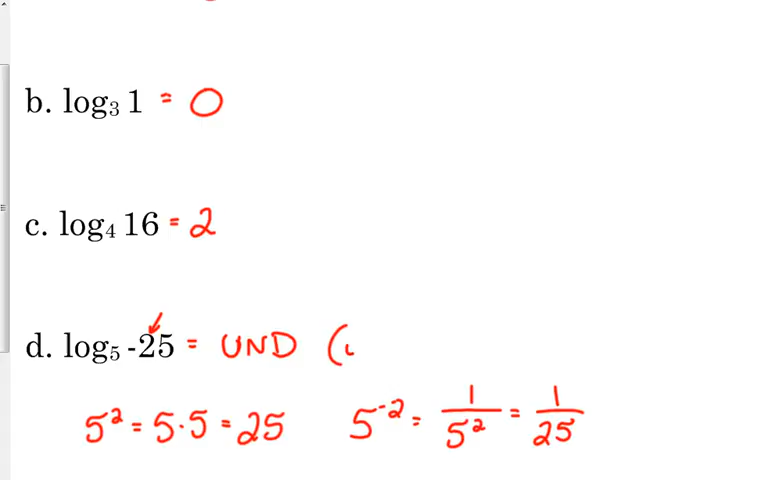 b. log₃ 1 = 0
c. log₄ 16 = 2
d. log₅ -25 = UND (
5² = 5·5 = 25   5⁻² = 1/5² = 1/25